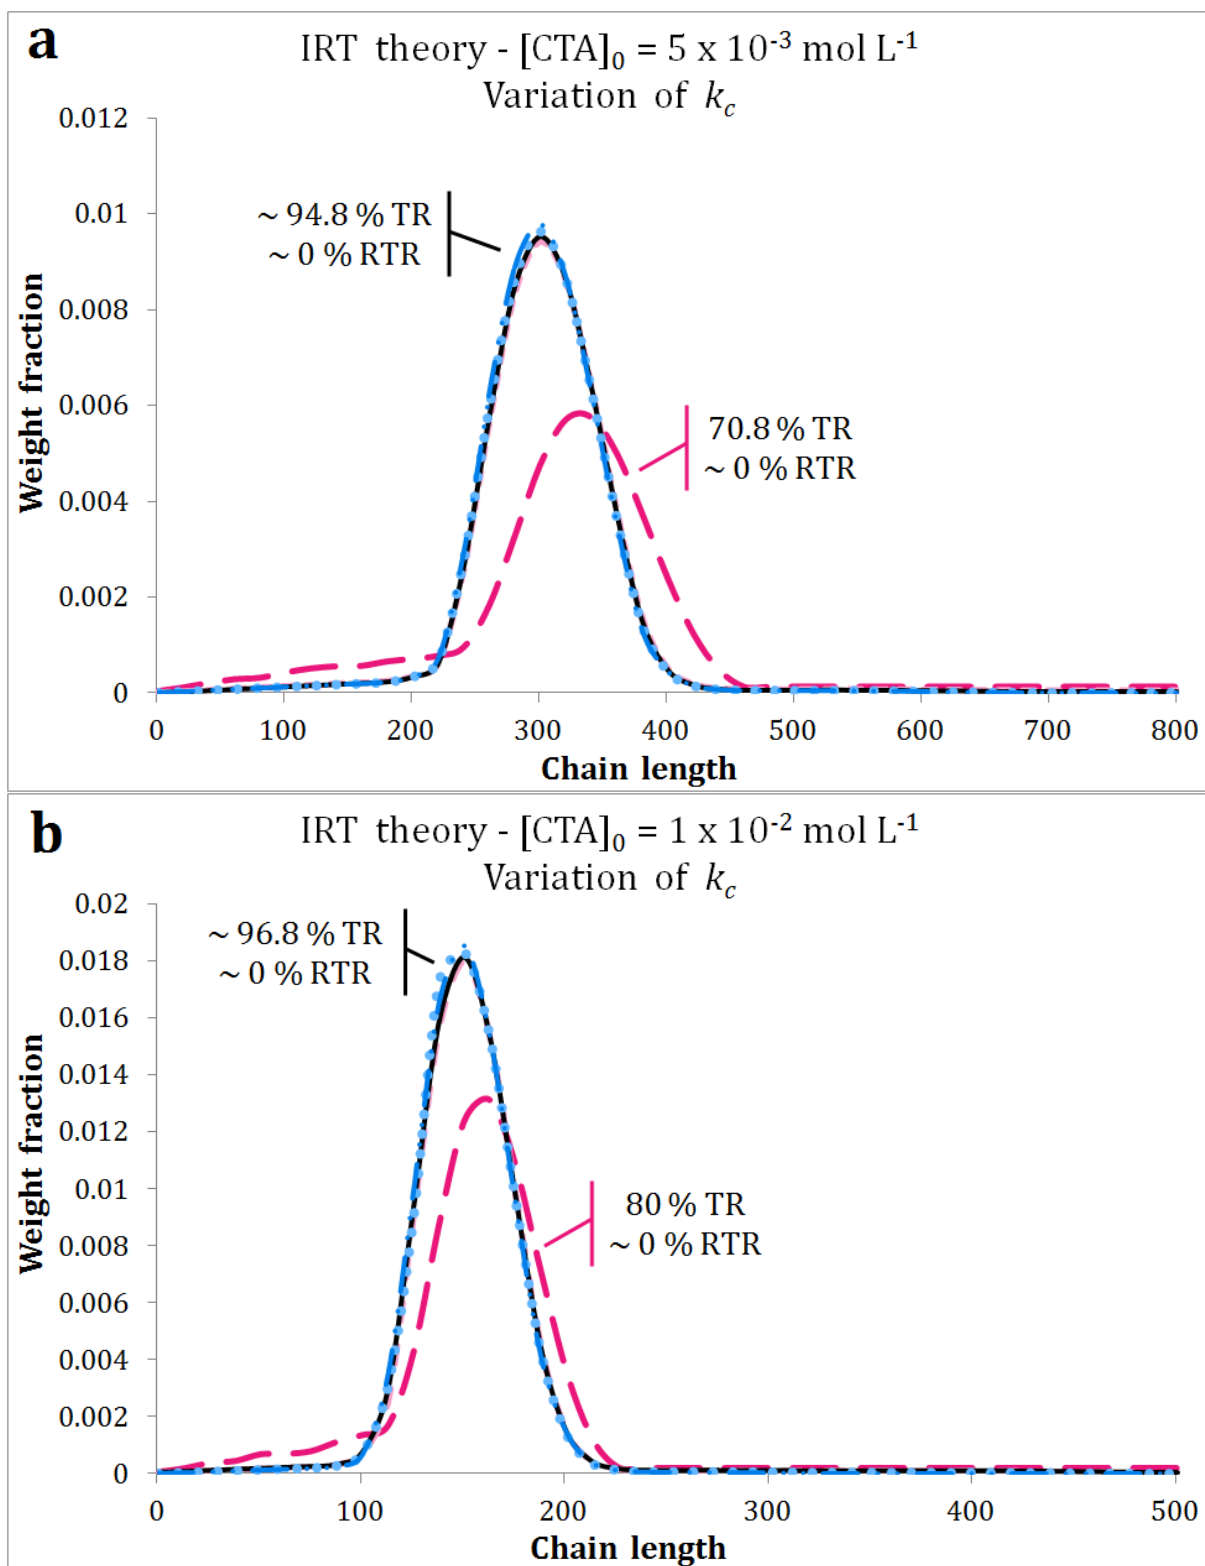 a
IRT theory - [CTA]₀ = 5 x 10⁻³ mol L⁻¹
Variation of k꜀
0.012
0.01
0.008
0.006
0.004
0.002
0
Weight fraction
~ 94.8 % TR
~ 0 % RTR
70.8 % TR
~ 0 % RTR
0 100 200 300 400 500 600 700 800
Chain length
b
IRT theory - [CTA]₀ = 1 x 10⁻² mol L⁻¹
Variation of k꜀
0.02
0.018
0.016
0.014
0.012
0.01
0.008
0.006
0.004
0.002
0
Weight fraction
~ 96.8 % TR
~ 0 % RTR
80 % TR
~ 0 % RTR
0 100 200 300 400 500
Chain length